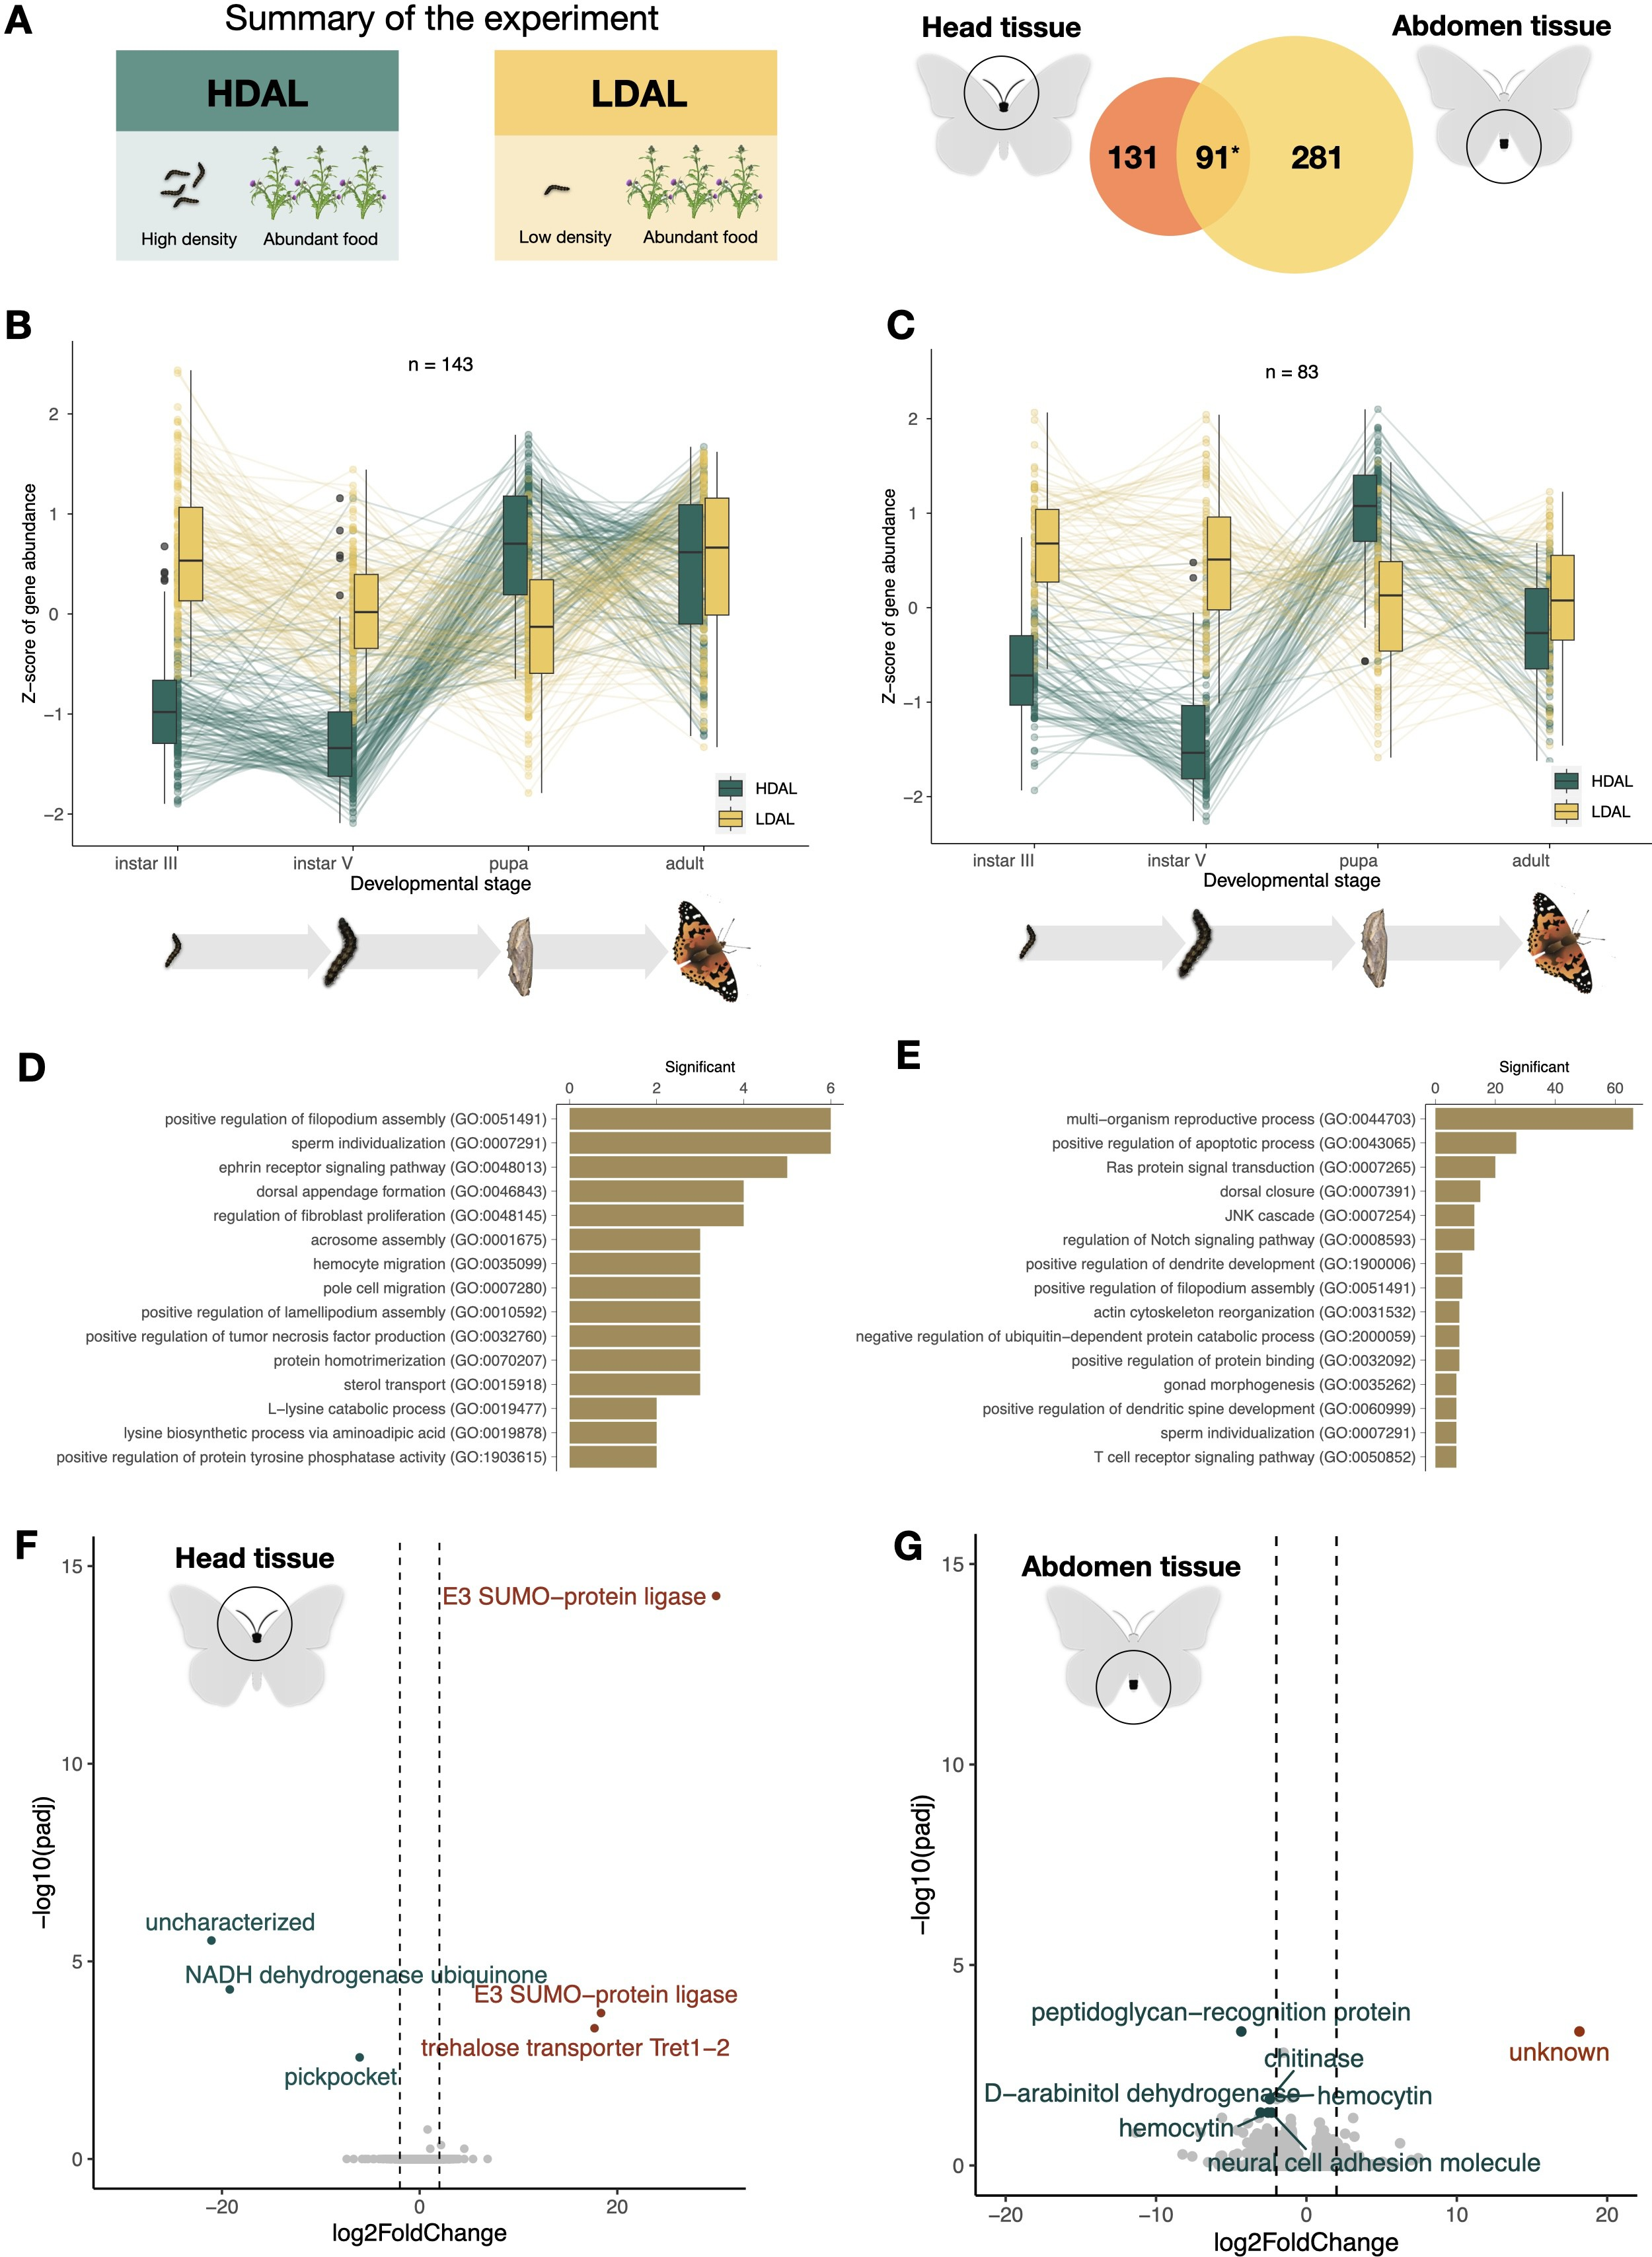 A
Summary of the experiment
HDAL
High density
Abundant food
LDAL
Low density
Abundant food
Head tissue
Abdomen tissue
131
91*
281
B
n = 143
Z−score of gene abundance
2
1
0
−1
−2
HDAL
LDAL
instar III
instar V
pupa
adult
Developmental stage
C
n = 83
Z−score of gene abundance
2
1
0
−1
−2
HDAL
LDAL
instar III
instar V
pupa
adult
Developmental stage
D
Significant
0 2 4 6
positive regulation of filopodium assembly (GO:0051491)
sperm individualization (GO:0007291)
ephrin receptor signaling pathway (GO:0048013)
dorsal appendage formation (GO:0046843)
regulation of fibroblast proliferation (GO:0048145)
acrosome assembly (GO:0001675)
hemocyte migration (GO:0035099)
pole cell migration (GO:0007280)
positive regulation of lamellipodium assembly (GO:0010592)
positive regulation of tumor necrosis factor production (GO:0032760)
protein homotrimerization (GO:0070207)
sterol transport (GO:0015918)
L−lysine catabolic process (GO:0019477)
lysine biosynthetic process via aminoadipic acid (GO:0019878)
positive regulation of protein tyrosine phosphatase activity (GO:1903615)
E
Significant
0 20 40 60
multi−organism reproductive process (GO:0044703)
positive regulation of apoptotic process (GO:0043065)
Ras protein signal transduction (GO:0007265)
dorsal closure (GO:0007391)
JNK cascade (GO:0007254)
regulation of Notch signaling pathway (GO:0008593)
positive regulation of dendrite development (GO:1900006)
positive regulation of filopodium assembly (GO:0051491)
actin cytoskeleton reorganization (GO:0031532)
negative regulation of ubiquitin−dependent protein catabolic process (GO:2000059)
positive regulation of protein binding (GO:0032092)
gonad morphogenesis (GO:0035262)
positive regulation of dendritic spine development (GO:0060999)
sperm individualization (GO:0007291)
T cell receptor signaling pathway (GO:0050852)
F
Head tissue
−log10(padj)
15
10
5
0
E3 SUMO−protein ligase
uncharacterized
NADH dehydrogenase ubiquinone
E3 SUMO−protein ligase
trehalose transporter Tret1−2
pickpocket
−20 0 20
log2FoldChange
G
Abdomen tissue
−log10(padj)
15
10
5
0
peptidoglycan−recognition protein
unknown
chitinase
D−arabinitol dehydrogenase
hemocytin
hemocytin
neural cell adhesion molecule
−20 −10 0 10 20
log2FoldChange